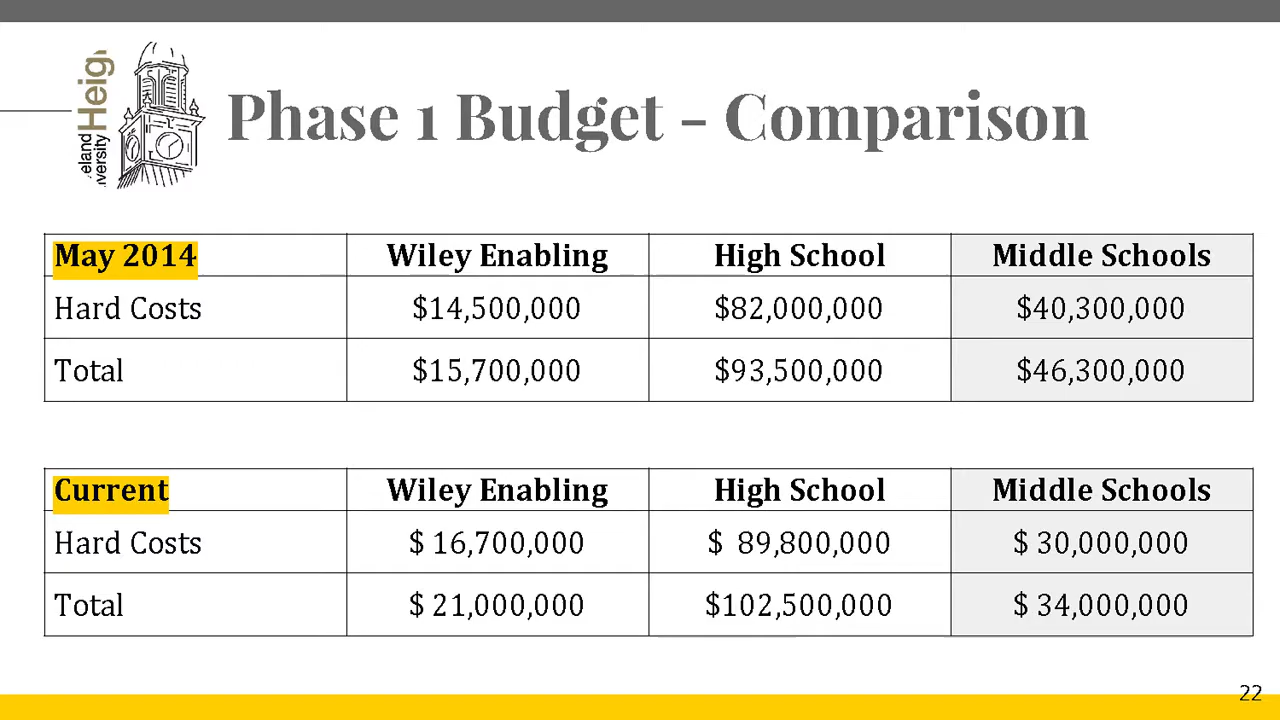 Heigh
eland
versity
Phase 1 Budget - Comparison
May 2014 Wiley Enabling High School Middle Schools
Hard Costs $14,500,000 $82,000,000 $40,300,000
Total $15,700,000 $93,500,000 $46,300,000
Current Wiley Enabling High School Middle Schools
Hard Costs $ 16,700,000 $ 89,800,000 $ 30,000,000
Total $ 21,000,000 $102,500,000 $ 34,000,000
22